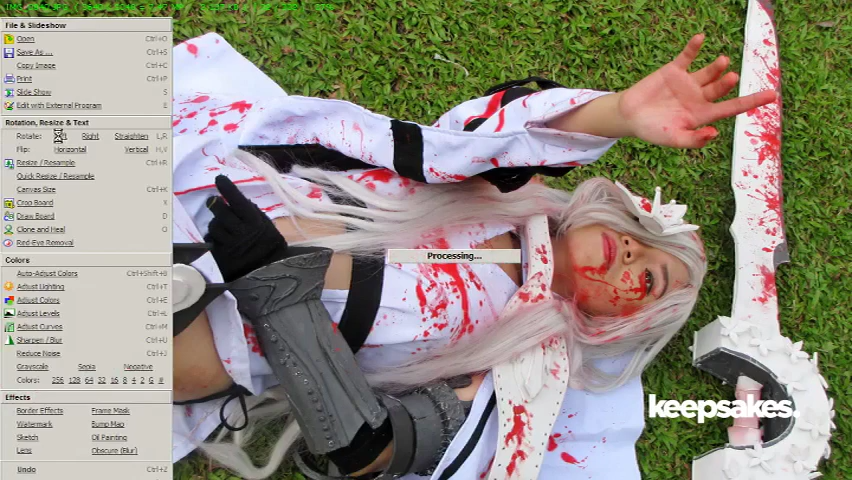 File & Slideshow
Open Ctrl+O
Save As ... Ctrl+S
Copy Image Ctrl+C
Print Ctrl+P
Slide Show S
Edit with External Program E
Rotation, Resize & Text
Rotate: Right Straighten L,R
Flip: Horizontal Vertical H,V
Resize / Resample Ctrl+R
Quick Resize / Resample
Canvas Size Ctrl+K
Crop Board X
Draw Board D
Clone and Heal O
Red-Eye Removal
Colors
Auto-Adjust Colors Ctrl+Shift+B
Adjust Lighting Ctrl+T
Adjust Colors Ctrl+E
Adjust Levels Ctrl+L
Adjust Curves Ctrl+M
Sharpen / Blur Ctrl+U
Reduce Noise Ctrl+J
Grayscale Sepia Negative
Colors: 256 128 64 32 16 8 4 2 6 #
Effects
Border Effects Frame Mask
Watermark Bump Map
Sketch Oil Painting
Lens Obscure (Blur)
Undo Ctrl+Z
Processing...
keepsakes.